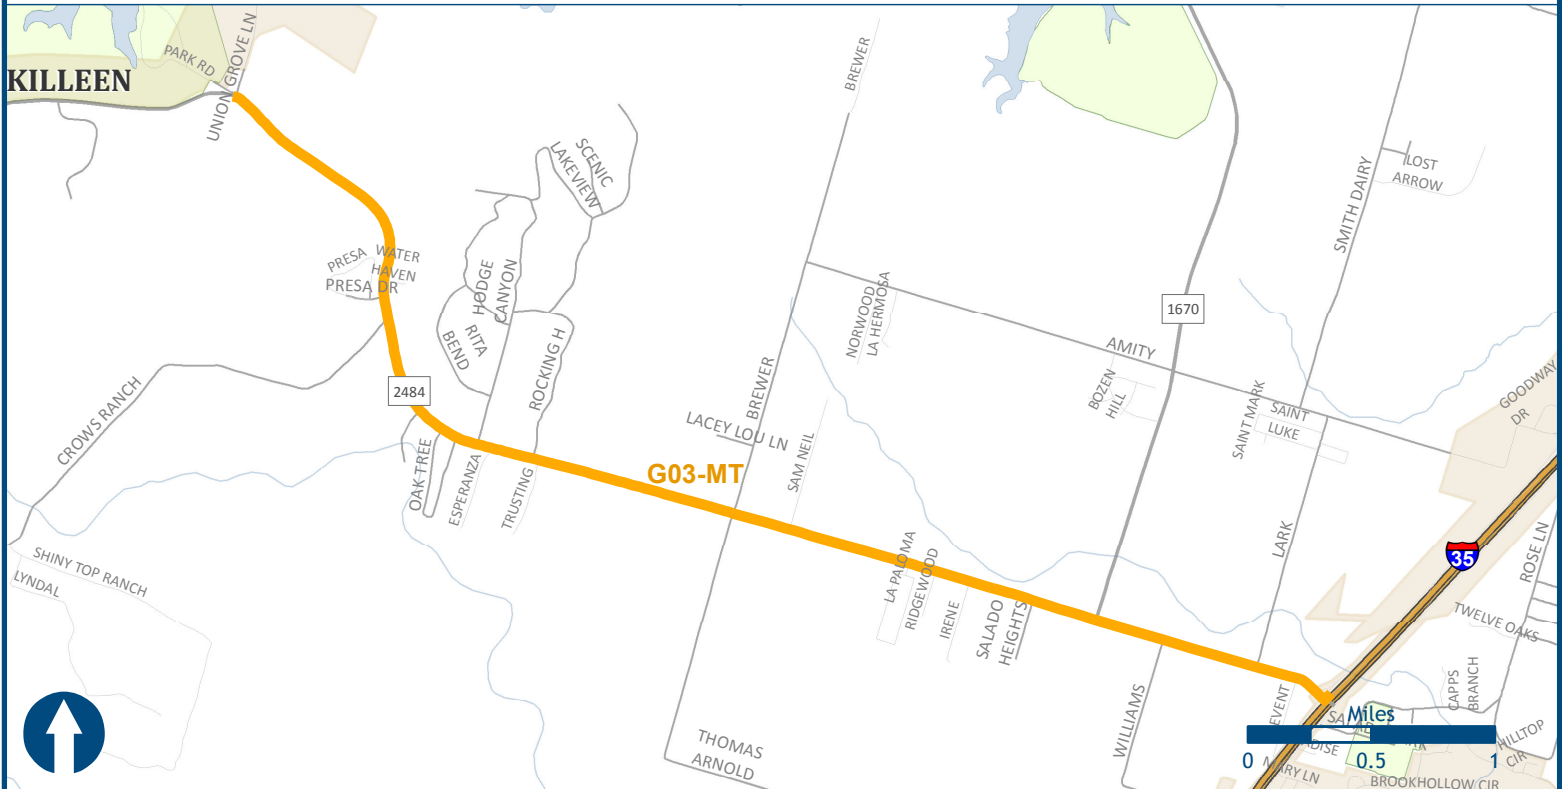 PARK RD
UNION GROVE LN
KILLEEN
BREWER
SCENIC
LAKEVIEW
LOST
ARROW
SMITH DAIRY
PRESA
WATER
HAVEN
PRESA DR
HODGE
CANYON
NORWOOD
LA HERMOSA
1670
RITA
BEND
ROCKING H
AMITY
2484
CROWS RANCH
BREWER
BOZEN
HILL
SAINT MARK
SAINT
LUKE
GOODWAY
DR
LACEY LOU LN
SAM NEIL
G03-MT
OAK TREE
ESPERANZA
TRUSTING
LARK
35
ROSE LN
SHINY TOP RANCH
LYNDAL
LA PALOMA
RIDGEWOOD
IRENE
SALADO
HEIGHTS
TWELVE OAKS
CAPPS
BRANCH
WILLIAMS
EVENT
Miles
0 0.5 1
HILLTOP
CIR
THOMAS
ARNOLD
MARY LN
BROOKHOLLOW CIR